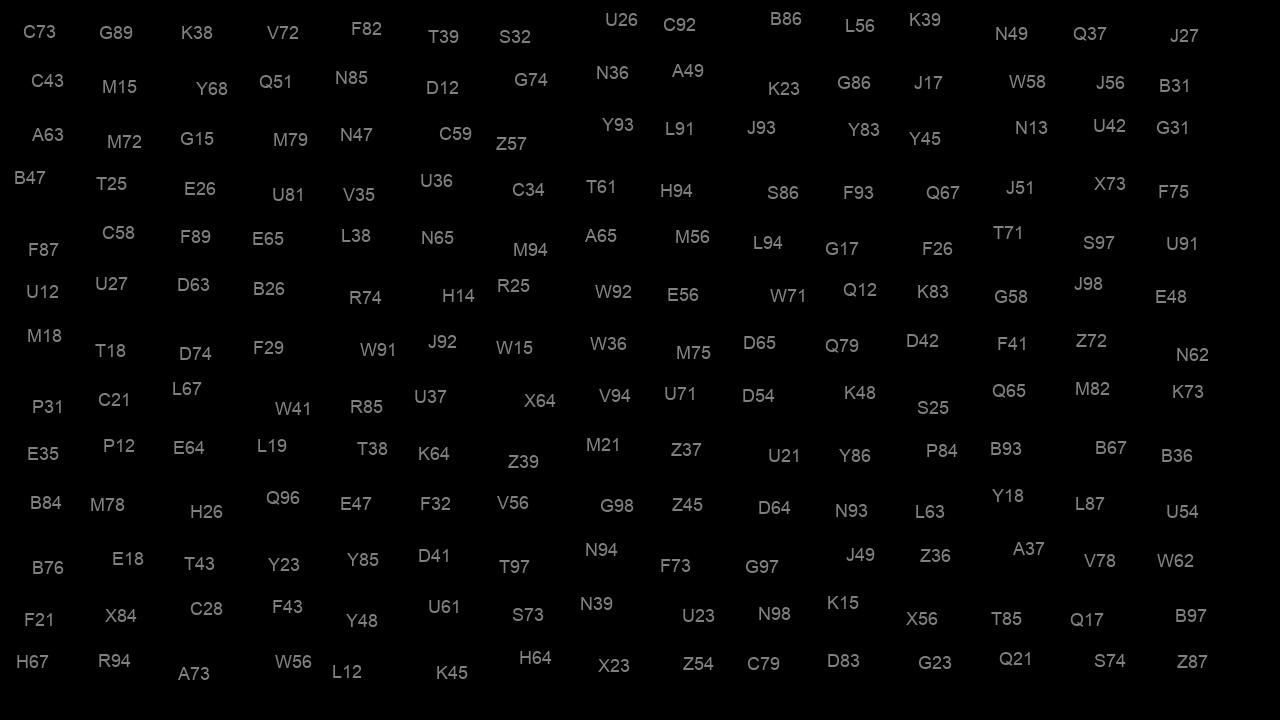 C73 G89 K38 V72 F82 T39 S32 U26 C92 B86 L56 K39 N49 Q37 J27
C43 M15 Y68 Q51 N85 D12 G74 N36 A49 K23 G86 J17 W58 J56 B31
A63 M72 G15 M79 N47 C59 Z57 Y93 L91 J93 Y83 Y45 N13 U42 G31
B47 T25 E26 U81 V35 U36 C34 T61 H94 S86 F93 Q67 J51 X73 F75
F87 C58 F89 E65 L38 N65 M94 A65 M56 L94 G17 F26 T71 S97 U91
U12 U27 D63 B26 R74 H14 R25 W92 E56 W71 Q12 K83 G58 J98 E48
M18 T18 D74 F29 W91 J92 W15 W36 M75 D65 Q79 D42 F41 Z72 N62
P31 C21 L67 W41 R85 U37 X64 V94 U71 D54 K48 S25 Q65 M82 K73
E35 P12 E64 L19 T38 K64 Z39 M21 Z37 U21 Y86 P84 B93 B67 B36
B84 M78 H26 Q96 E47 F32 V56 G98 Z45 D64 N93 L63 Y18 L87 U54
B76 E18 T43 Y23 Y85 D41 T97 N94 F73 G97 J49 Z36 A37 V78 W62
F21 X84 C28 F43 Y48 U61 S73 N39 U23 N98 K15 X56 T85 Q17 B97
H67 R94 A73 W56 L12 K45 H64 X23 Z54 C79 D83 G23 Q21 S74 Z87